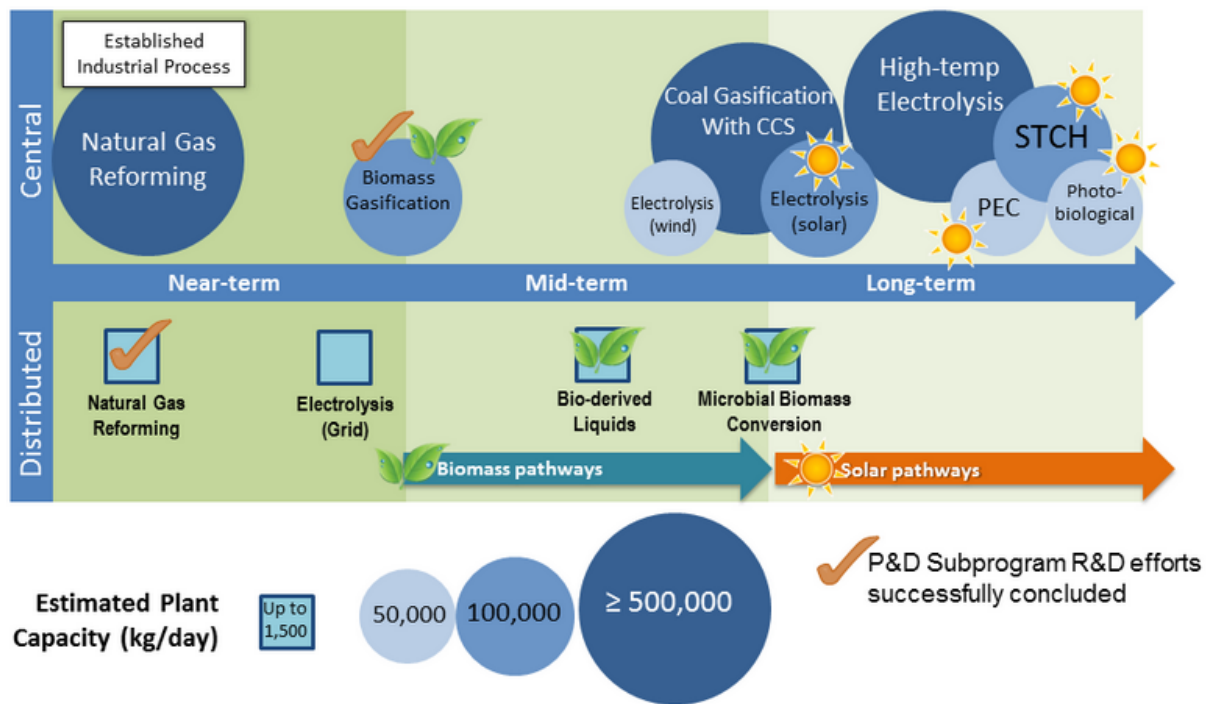 Established
Industrial Process
Central
Natural Gas
Reforming
Biomass
Gasification
Coal Gasification
With CCS
Electrolysis
(wind)
Electrolysis
(solar)
High-temp
Electrolysis
STCH
PEC
Photo-
biological
Near-term
Mid-term
Long-term
Distributed
Natural Gas
Reforming
Electrolysis
(Grid)
Bio-derived
Liquids
Microbial Biomass
Conversion
Biomass pathways
Solar pathways
Estimated Plant
Capacity (kg/day)
Up to
1,500
50,000
100,000
≥ 500,000
P&D Subprogram R&D efforts
successfully concluded